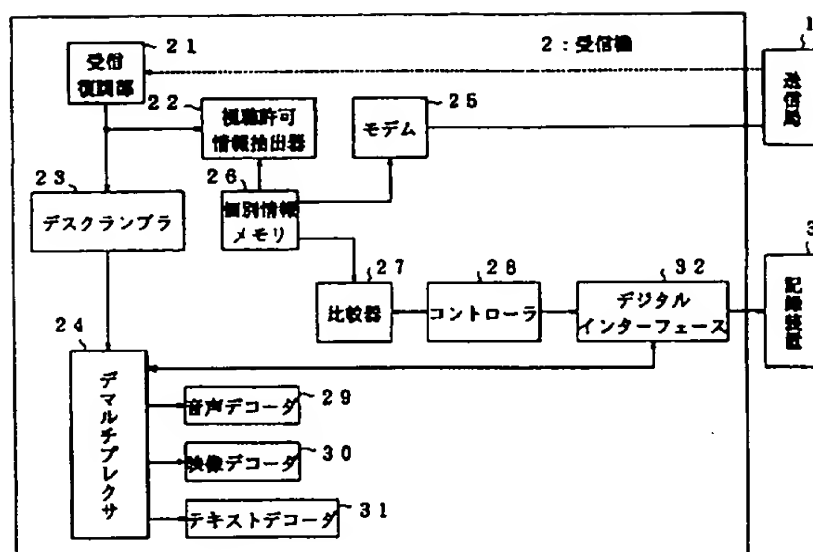 21
受信
復調部
2:受信機
1
送信局
22
視聴許可
情報抽出器
25
モデム
23
デスクランブラ
26
個別情報
メモリ
27
比較器
28
コントローラ
32
デジタル
インターフェース
3
記録装置
24
デマルチプレクサ
音声デコーダ
29
映像デコーダ
30
テキストデコーダ
31